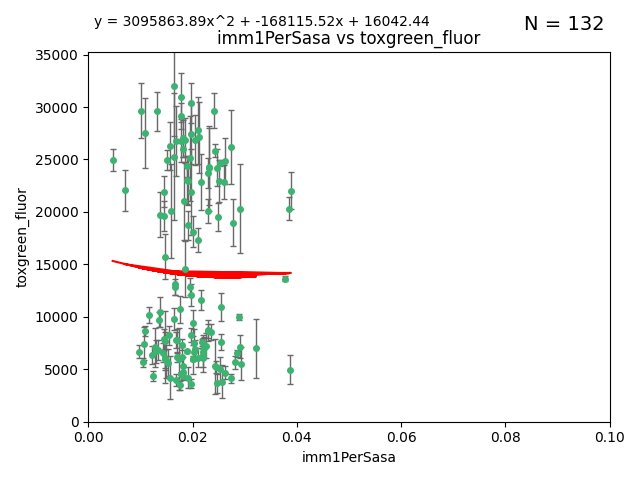 y = 3095863.89x^2 + -168115.52x + 16042.44
N = 132
imm1PerSasa vs toxgreen_fluor
35000
30000
25000
20000
15000
10000
5000
0
toxgreen_fluor
0.00
0.02
0.04
0.06
0.08
0.10
imm1PerSasa